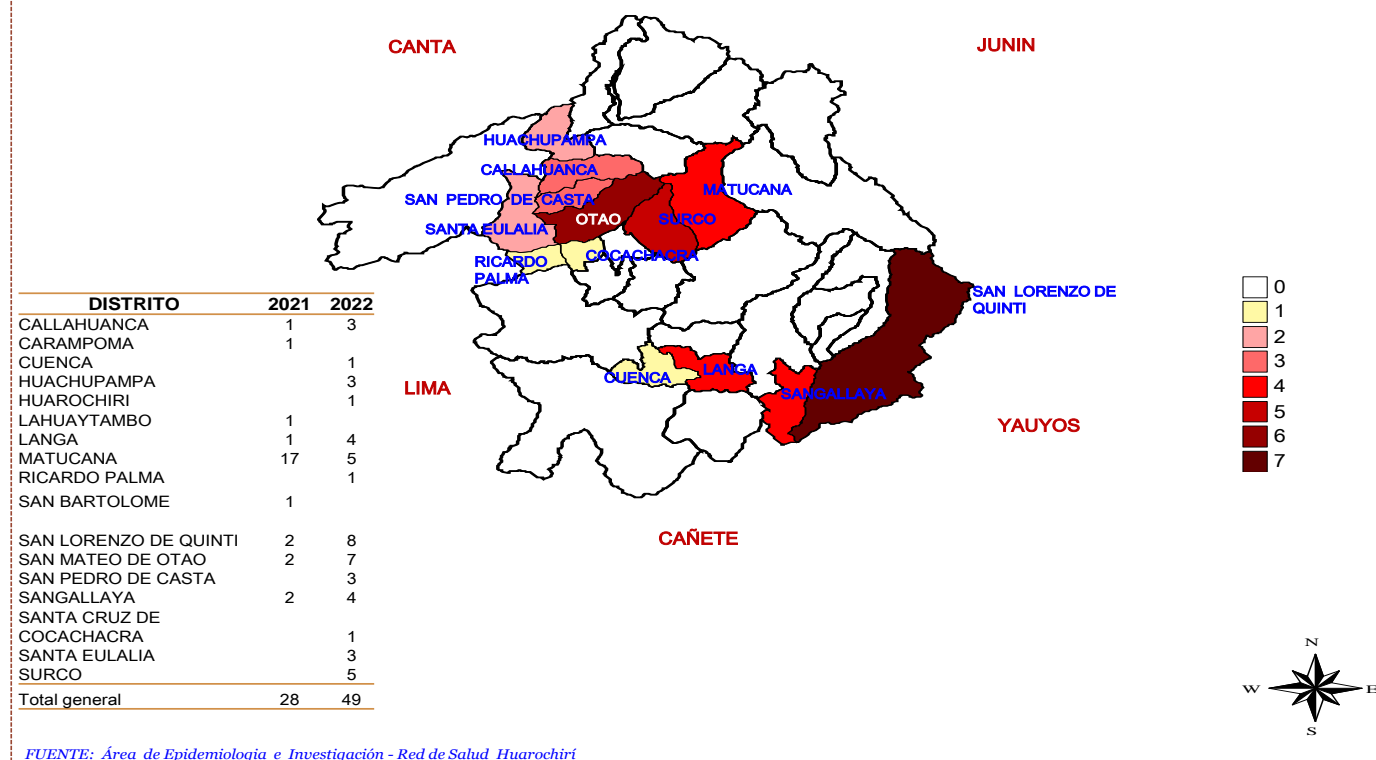 CANTA
JUNIN
HUACHUPAMPA
CALLAHUANCA
MATUCANA
SAN PEDRO DE CASTA
OTAO
SURCO
SANTA EULALIA
COCACHACRA
RICARDO
PALMA
SAN LORENZO DE
QUINTI
LIMA
CUENCA
LANGA
SANGALLAYA
YAUYOS
CAÑETE
0
1
2
3
4
5
6
7
DISTRITO 2021 2022
CALLAHUANCA 1 3
CARAMPOMA 1
CUENCA 1
HUACHUPAMPA 3
HUAROCHIRI 1
LAHUAYTAMBO 1
LANGA 1 4
MATUCANA 17 5
RICARDO PALMA 1
SAN BARTOLOME 1
SAN LORENZO DE QUINTI 2 8
SAN MATEO DE OTAO 2 7
SAN PEDRO DE CASTA 3
SANGALLAYA 2 4
SANTA CRUZ DE
COCACHACRA 1
SANTA EULALIA 3
SURCO 5
Total general 28 49
N
W E
S
FUENTE: Área de Epidemiologia e Investigación - Red de Salud Huarochirí